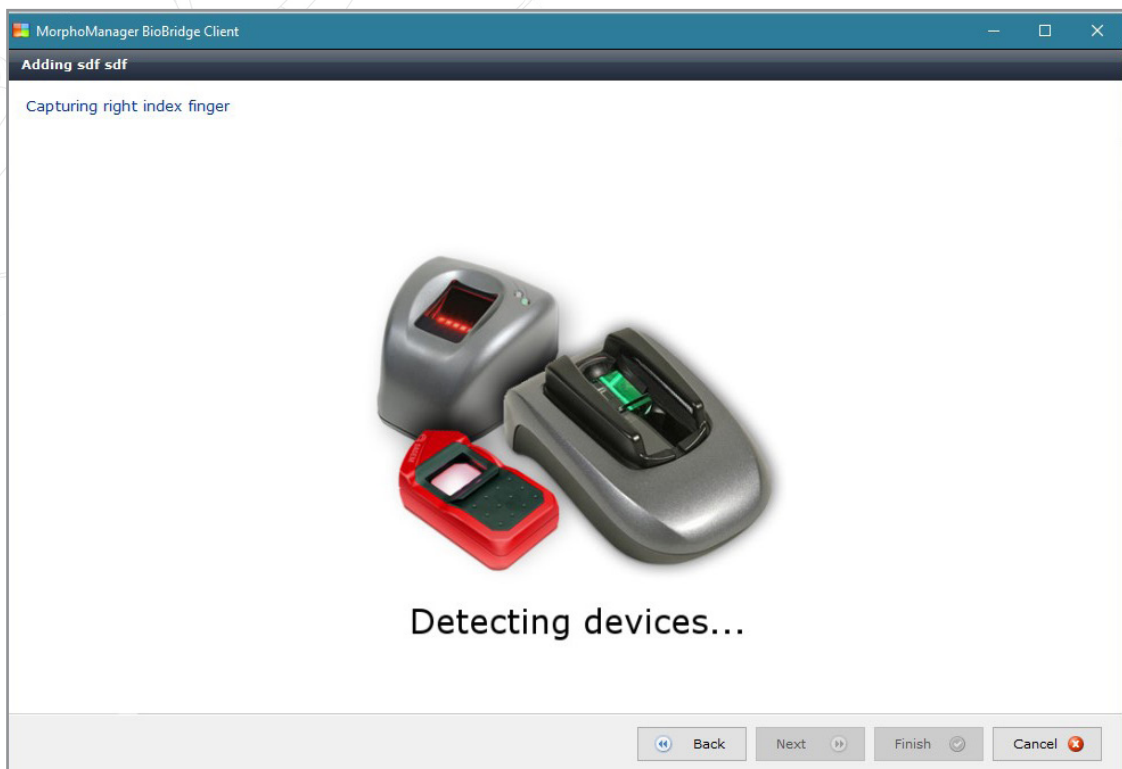 MorphoManager BioBridge Client
Adding sdf sdf
Capturing right index finger
Detecting devices...
Back
Next
Finish
Cancel